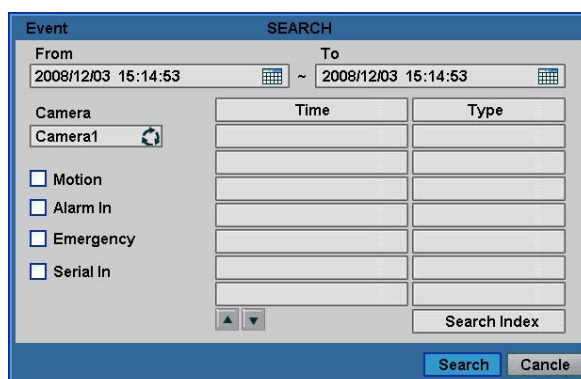 Event SEARCH
From To
2008/12/03 15:14:53 ~ 2008/12/03 15:14:53
Camera
Camera1
Time Type
Motion
Alarm In
Emergency
Serial In
Search Index
Search Cancle